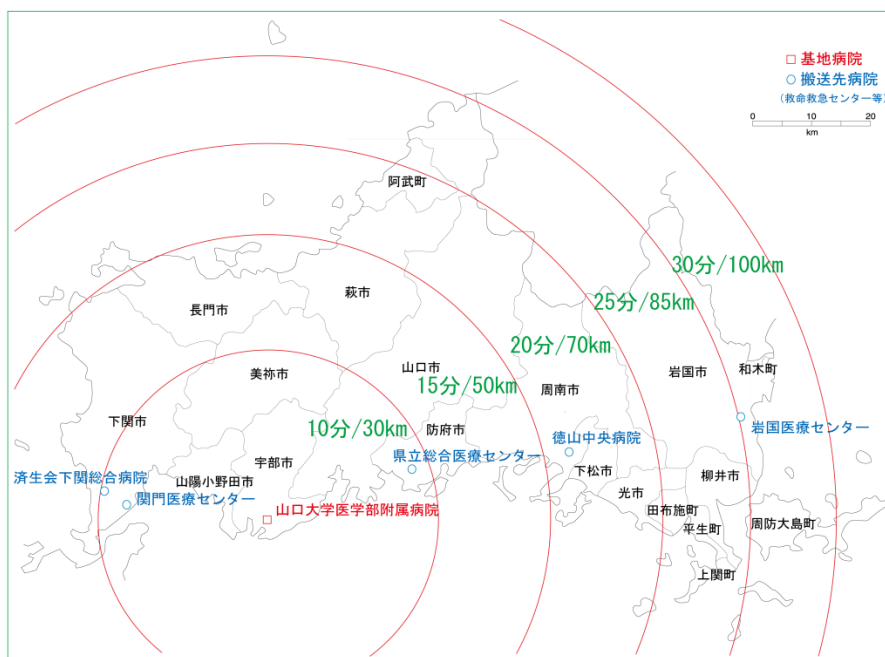 □ 基地病院
○ 搬送先病院
(救命救急センター等)
0 10 20
km
阿武町
30分/100km
萩市
25分/85km
長門市
20分/70km
山口市
和木町
美祢市
岩国市
15分/50km
周南市
下関市
10分/30km
防府市
岩国医療センター
徳山中央病院
県立総合医療センター
宇部市
下松市
柳井市
済生会下関総合病院
山陽小野田市
光市
関門医療センター
山口大学医学部附属病院
田布施町
周防大島町
平生町
上関町